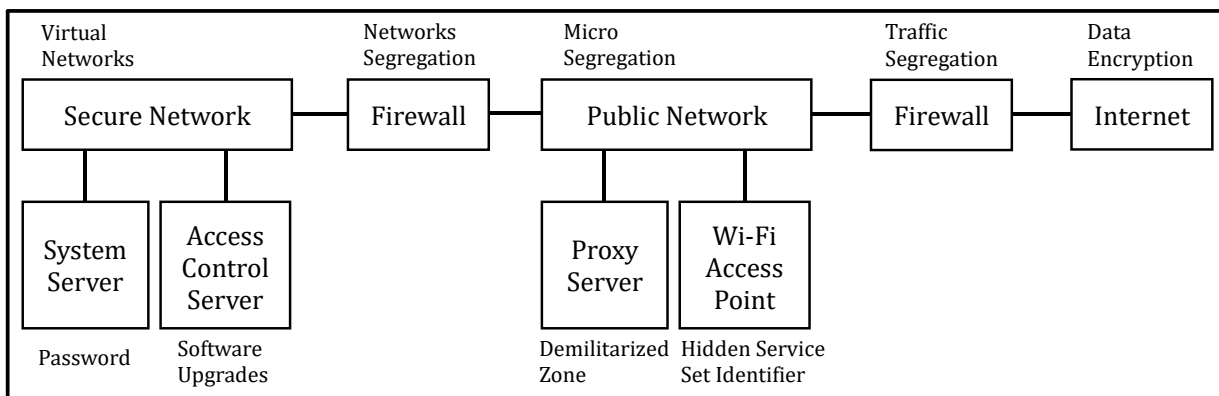 Virtual
Networks
Networks
Segregation
Micro
Segregation
Traffic
Segregation
Data
Encryption
Secure Network
Firewall
Public Network
Firewall
Internet
System
Server
Access
Control
Server
Proxy
Server
Wi-Fi
Access
Point
Password
Software
Upgrades
Demilitarized
Zone
Hidden Service
Set Identifier